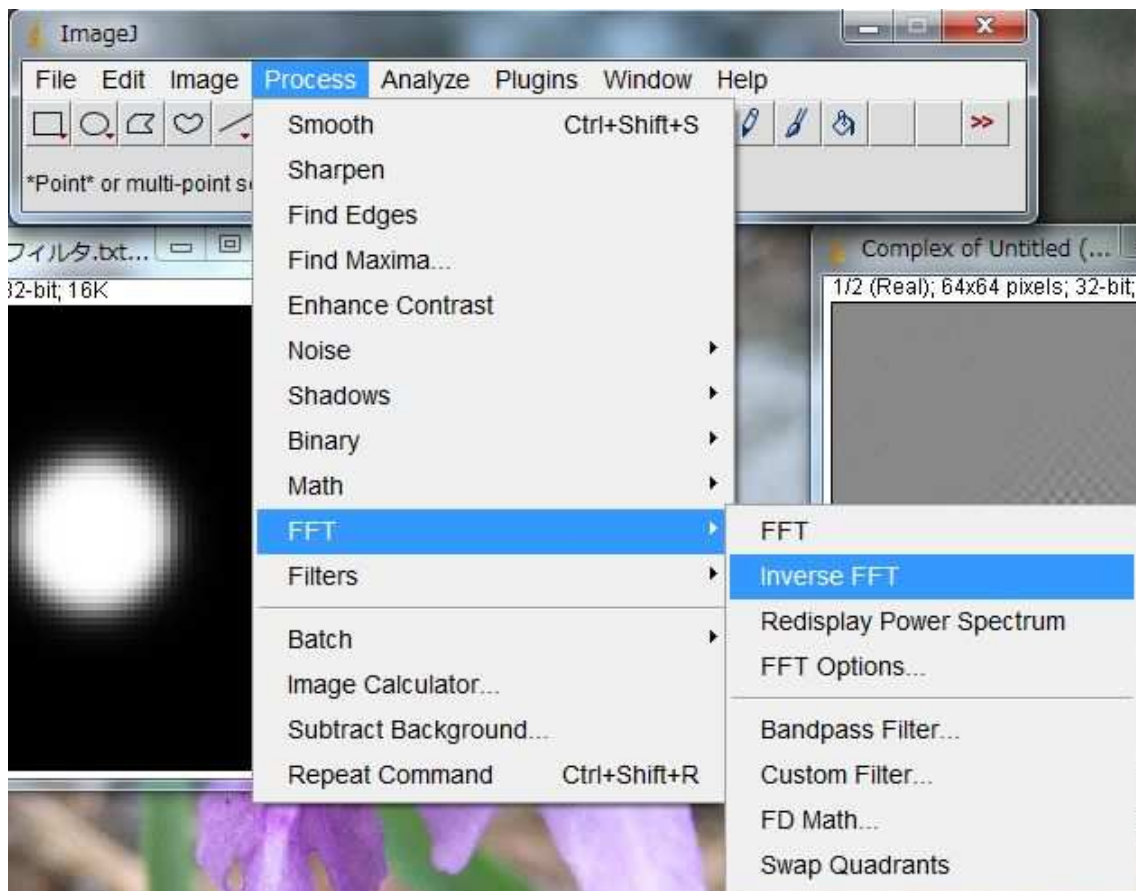 ImageJ
File Edit Image Process Analyze Plugins Window Help
*Point* or multi-point
フィルタ.txt...
32-bit; 16K
Smooth Ctrl+Shift+S
Sharpen
Find Edges
Find Maxima...
Enhance Contrast
Noise
Shadows
Binary
Math
FFT
Filters
Batch
Image Calculator...
Subtract Background...
Repeat Command Ctrl+Shift+R
>>
Complex of Untitled (...
1/2 (Real); 64x64 pixels; 32-bit;
FFT
Inverse FFT
Redisplay Power Spectrum
FFT Options...
Bandpass Filter...
Custom Filter...
FD Math...
Swap Quadrants